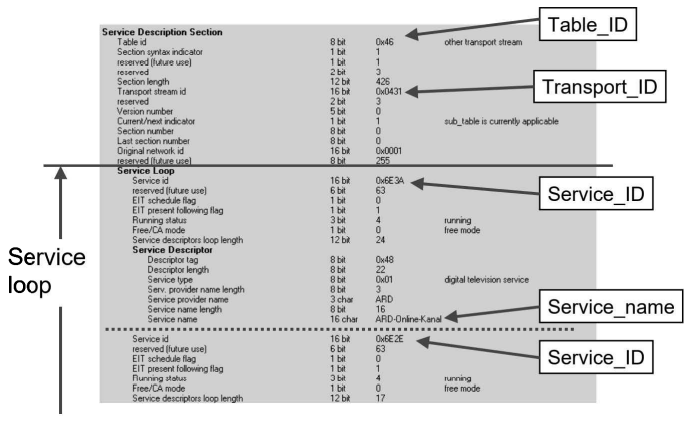 Service Description Section
Table id 8 bit 0x46 other transport stream
Section syntax indicator 1 bit 1
reserved (future use) 1 bit 1
reserved 2 bit 3
Section length 12 bit 426
Transport stream id 16 bit 0x0431
reserved 2 bit 3
Version number 5 bit 0
Current/next indicator 1 bit 1 sub_table is currently applicable
Section number 8 bit 0
Last section number 8 bit 0
Original network id 16 bit 0x0001
reserved (future use) 8 bit 255
Service Loop
Service id 16 bit 0x6E3A
reserved (future use) 6 bit 63
EIT schedule flag 1 bit 0
EIT present following flag 1 bit 1
Running status 3 bit 4 running
Free/CA mode 1 bit 0 free mode
Service descriptors loop length 12 bit 24
Service Descriptor
Descriptor tag 8 bit 0x48
Descriptor length 8 bit 22
Service type 8 bit 0x01 digital television service
Serv. provider name length 8 bit 3
Service provider name 3 char ARD
Service name length 8 bit 16
Service name 16 char ARD-Online-Kanal
Service id 16 bit 0x6E2E
reserved (future use) 6 bit 63
EIT schedule flag 1 bit 0
EIT present following flag 1 bit 1
Running status 3 bit 4 running
Free/CA mode 1 bit 0 free mode
Service descriptors loop length 12 bit 17
Table_ID
Transport_ID
Service_ID
Service_name
Service_ID
Service
loop